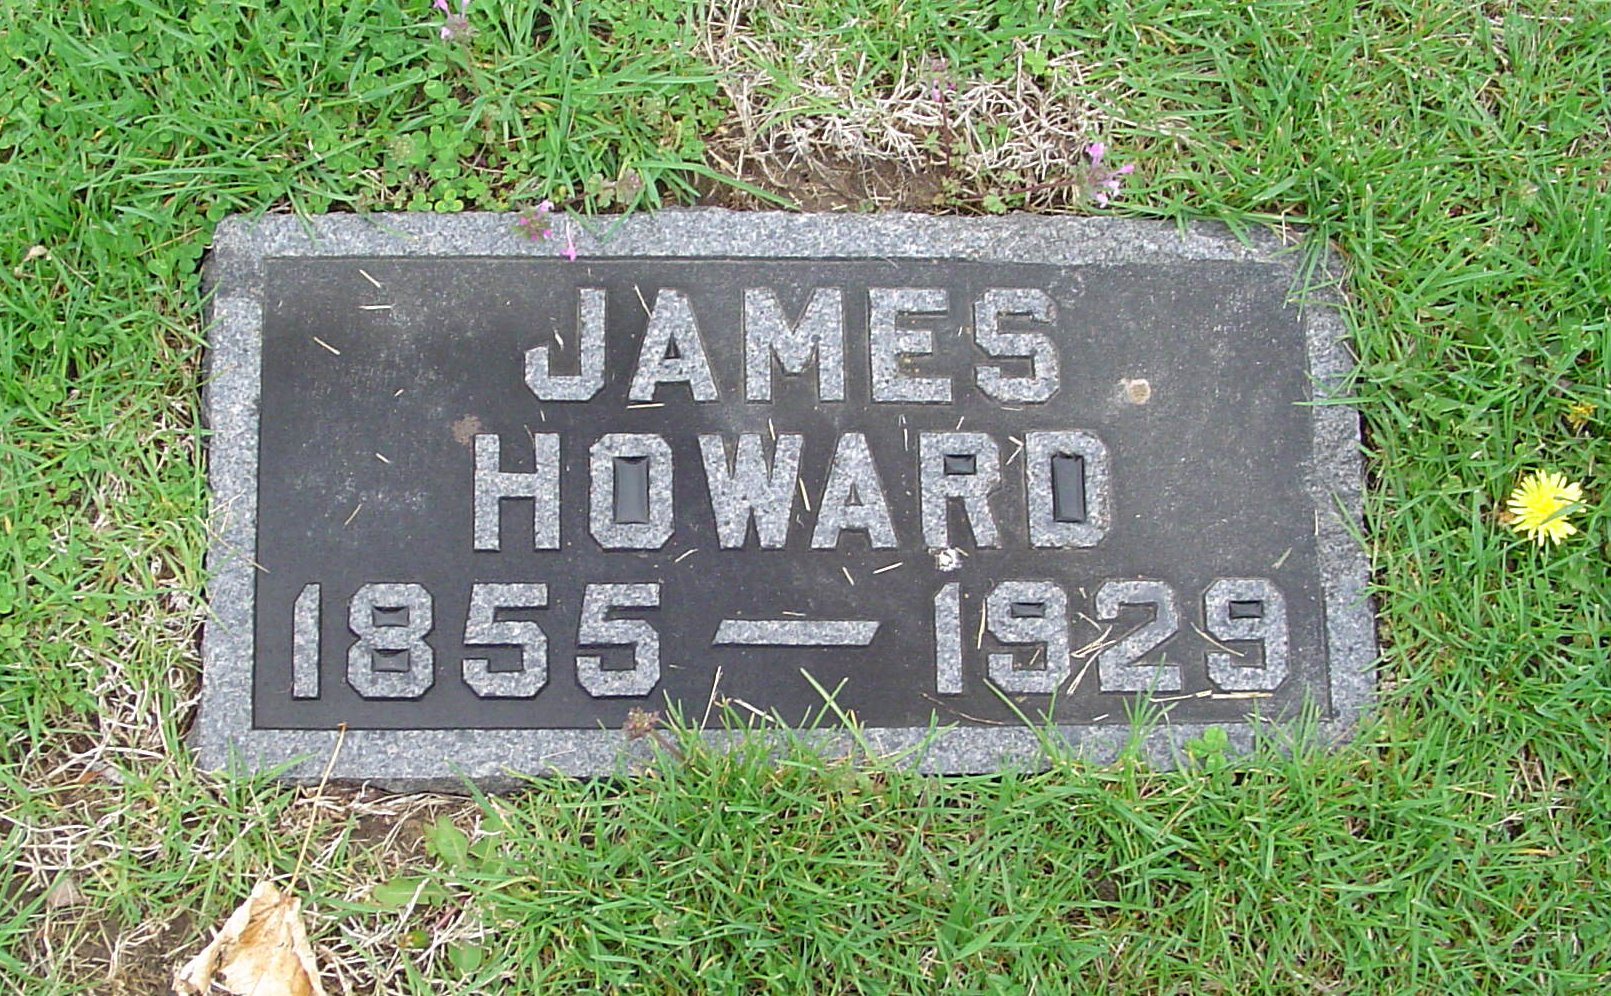 JAMES
HOWARD
1855 — 1929